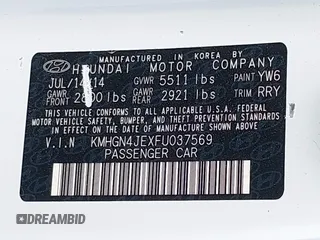 MANUFACTURED BY IN KOREA
HYUNDAI MOTOR COMPANY
JUL/14/14 GVWR 5511 lbs PAINT YW6
GAWR FRONT 2800 lbs GAWR REAR 2921 lbs TRIM RRY
THIS VEHICLE CONFORMS TO ALL APPLICABLE FEDERAL
MOTOR VEHICLE SAFETY, BUMPER, AND THEFT PREVENTION
STANDARDS IN EFFECT ON THE DATE OF MANUFACTURE
SHOWN ABOVE.
V.I.N KMHGN4JEXFU037569
PASSENGER CAR
DREAMBID